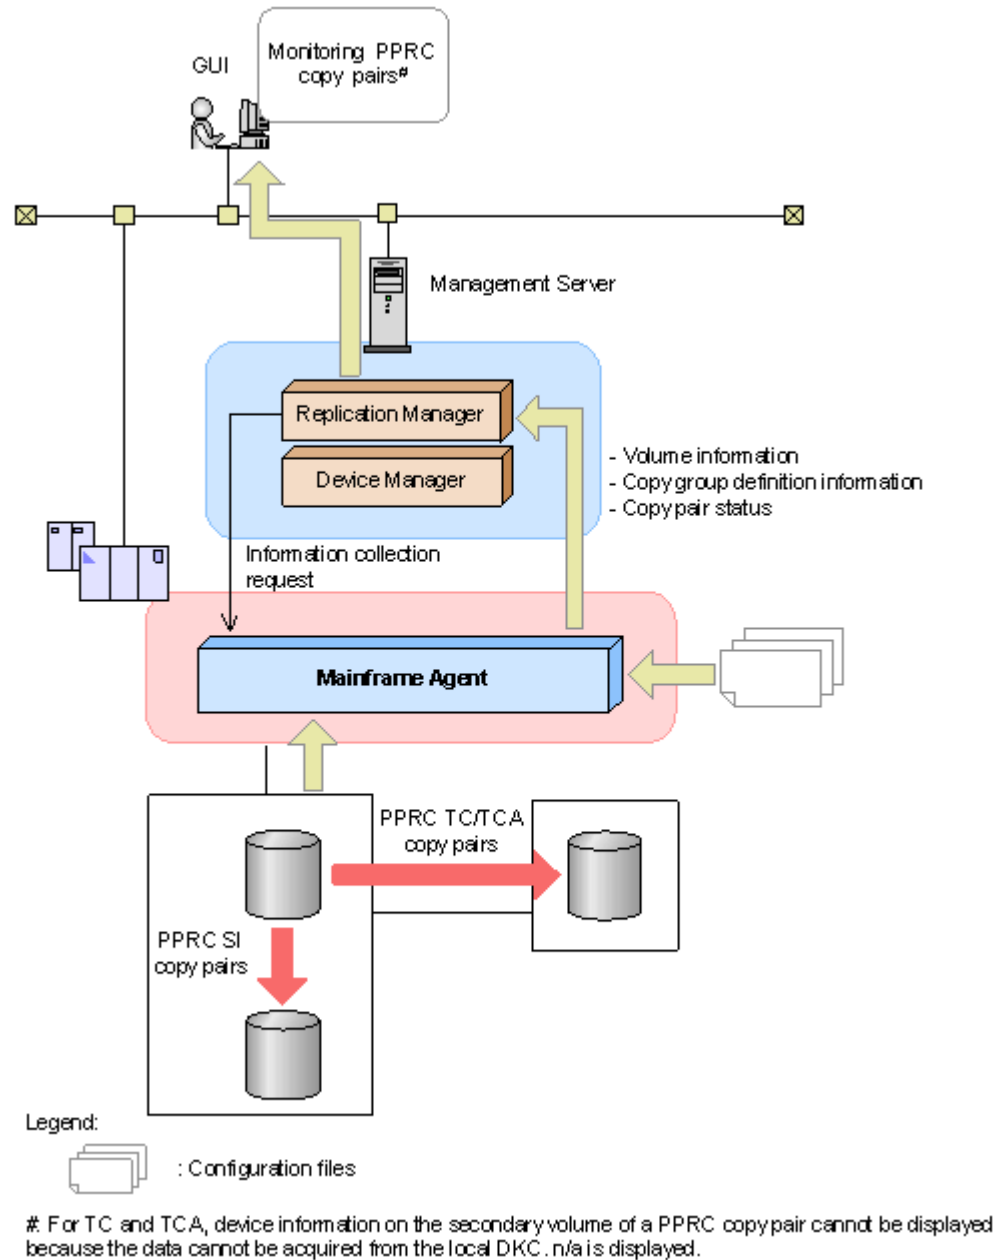 Monitoring PPRC
copy pairs#
GUI
Management Server
Replication Manager
Device Manager
- Volume information
- Copy group definition information
- Copy pair status
Information collection
request
Mainframe Agent
PPRC TC/TCA
copy pairs
PPRC SI
copy pairs
Legend:
: Configuration files
#: For TC and TCA, device information on the secondary volume of a PPRC copy pair cannot be displayed
because the data cannot be acquired from the local DKC. n/a is displayed.